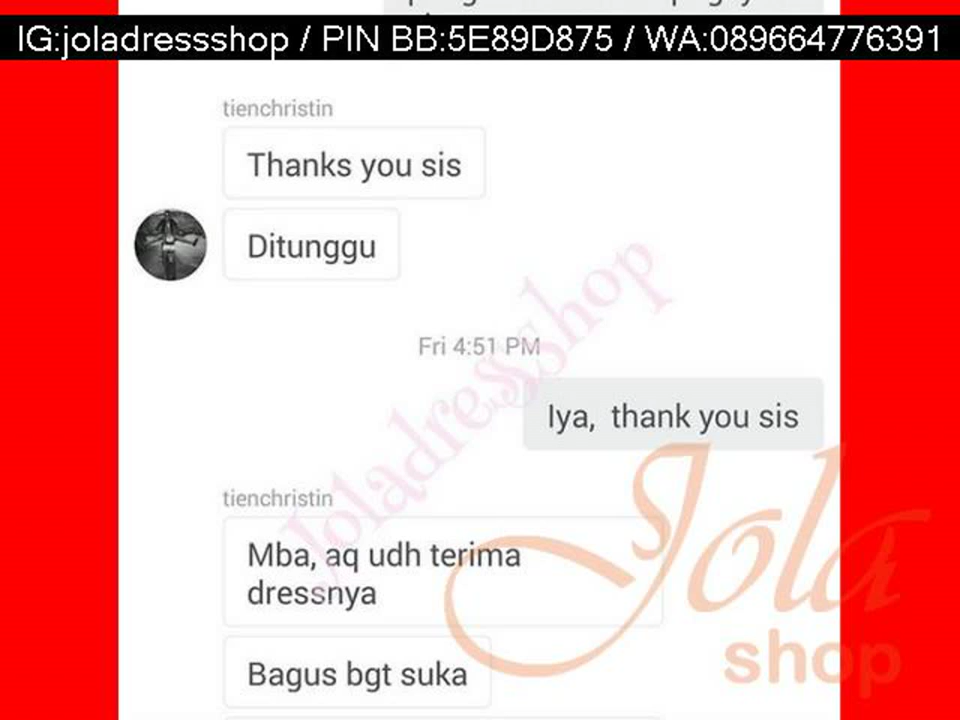 IG:joladressshop / PIN BB:5E89D875 / WA:089664776391
tienchristin
Thanks you sis
Ditunggu
Fri 4:51 PM
Iya, thank you sis
tienchristin
Mba, aq udh terima
dressnya
Bagus bgt suka
Joladressshop
Jola
shop